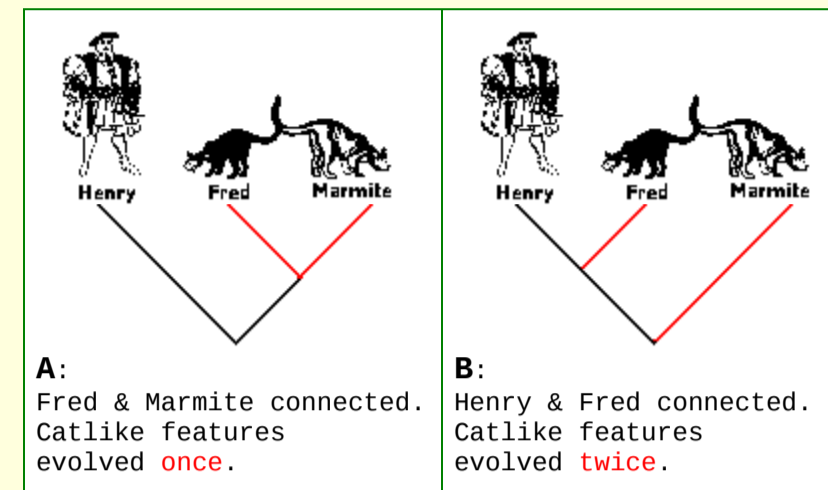 Henry Fred Marmite
A:
Fred & Marmite connected.
Catlike features
evolved once.
Henry Fred Marmite
B:
Henry & Fred connected.
Catlike features
evolved twice.